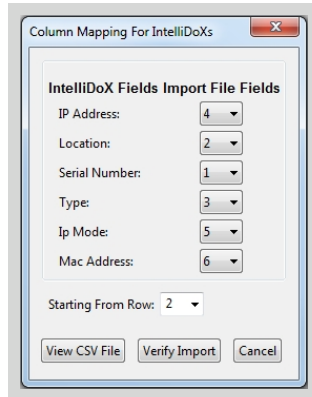 Column Mapping For IntelliDoXs
IntelliDoX Fields Import File Fields
IP Address: 4
Location: 2
Serial Number: 1
Type: 3
Ip Mode: 5
Mac Address: 6
Starting From Row: 2
View CSV File Verify Import Cancel